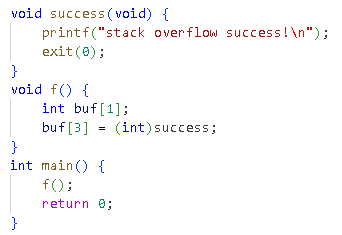 void success(void) {
    printf("stack overflow success!\n");
    exit(0);
}
void f() {
    int buf[1];
    buf[3] = (int)success;
}
int main() {
    f();
    return 0;
}